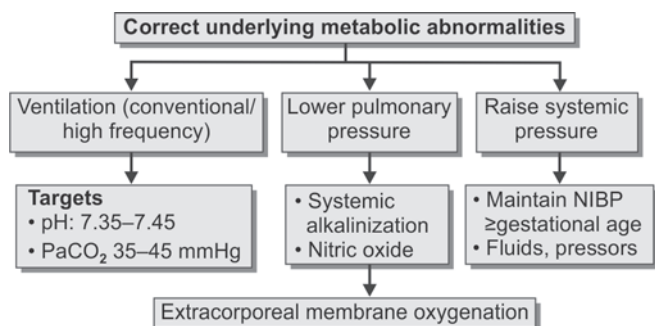 Correct underlying metabolic abnormalities
Ventilation (conventional/
high frequency)
Lower pulmonary
pressure
Raise systemic
pressure
Targets
• pH: 7.35–7.45
• PaCO₂ 35–45 mmHg
• Systemic
alkalinization
• Nitric oxide
• Maintain NIBP
≥gestational age
• Fluids, pressors
Extracorporeal membrane oxygenation